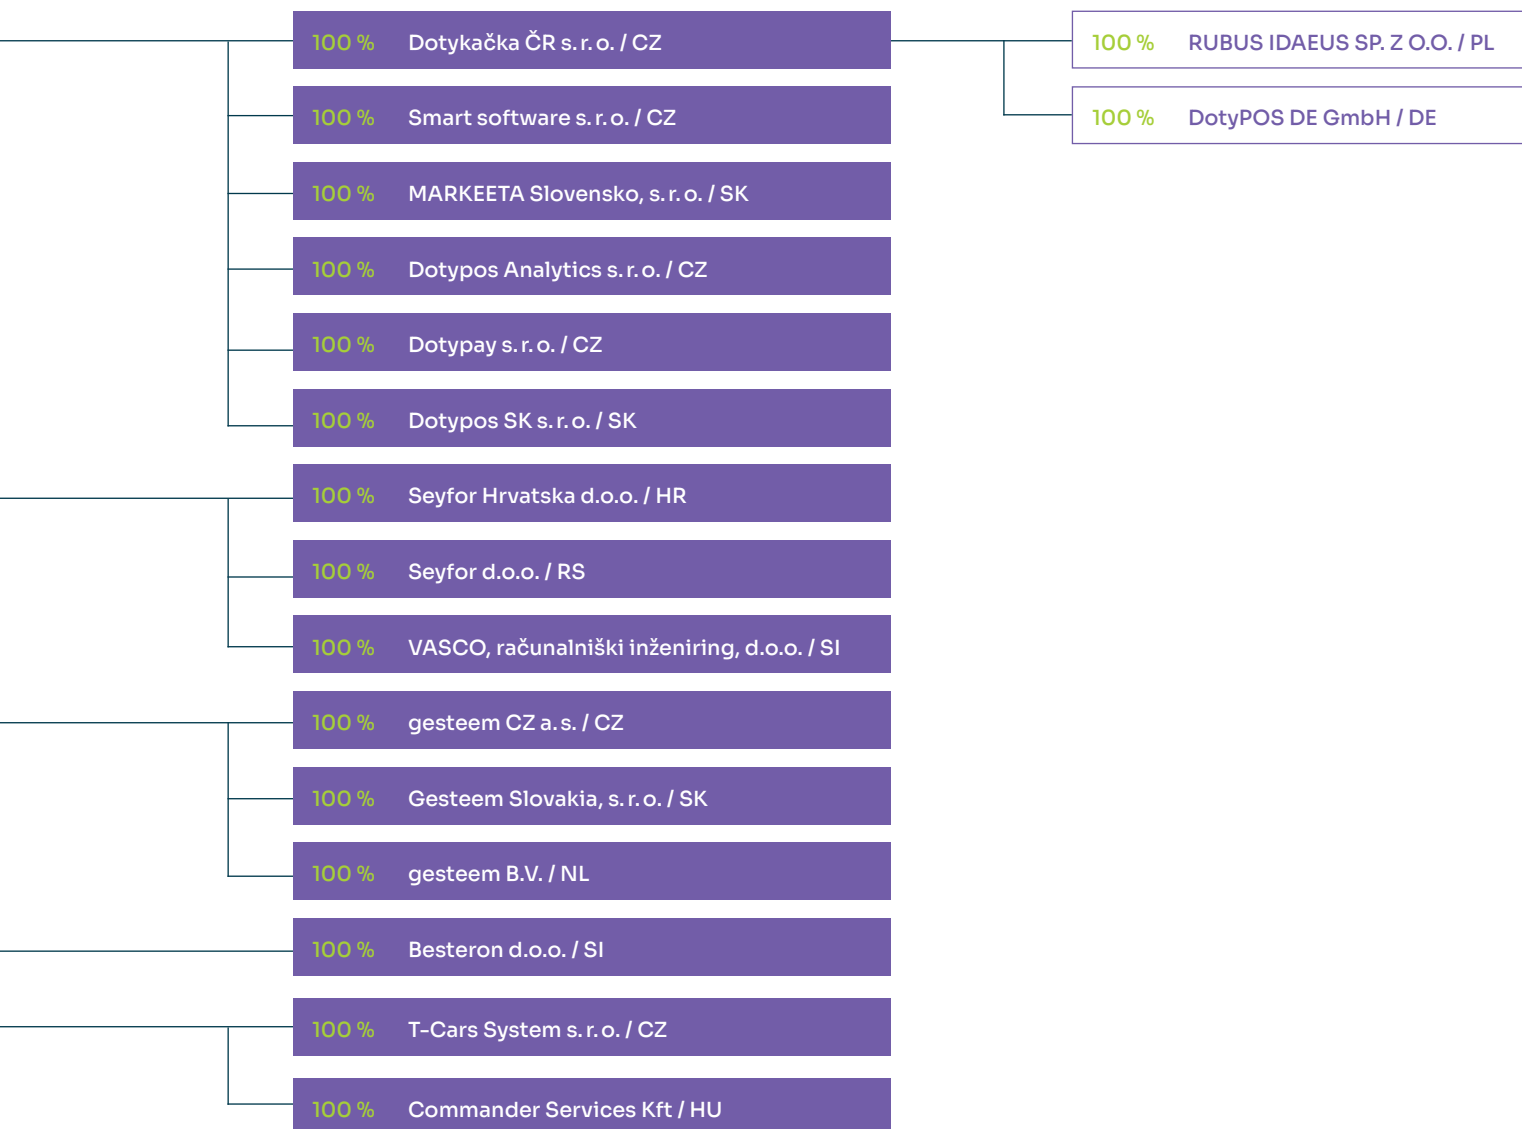 100 % Dotykačka ČR s. r. o. / CZ
100 % RUBUS IDAEUS SP. Z O.O. / PL
100 % Smart software s. r. o. / CZ
100 % DotyPOS DE GmbH / DE
100 % MARKEETA Slovensko, s. r. o. / SK
100 % Dotypos Analytics s. r. o. / CZ
100 % Dotypay s. r. o. / CZ
100 % Dotypos SK s. r. o. / SK
100 % Seyfor Hrvatska d.o.o. / HR
100 % Seyfor d.o.o. / RS
100 % VASCO, računalniški inženiring, d.o.o. / SI
100 % gesteem CZ a. s. / CZ
100 % Gesteem Slovakia, s. r. o. / SK
100 % gesteem B.V. / NL
100 % Besteron d.o.o. / SI
100 % T-Cars System s. r. o. / CZ
100 % Commander Services Kft / HU